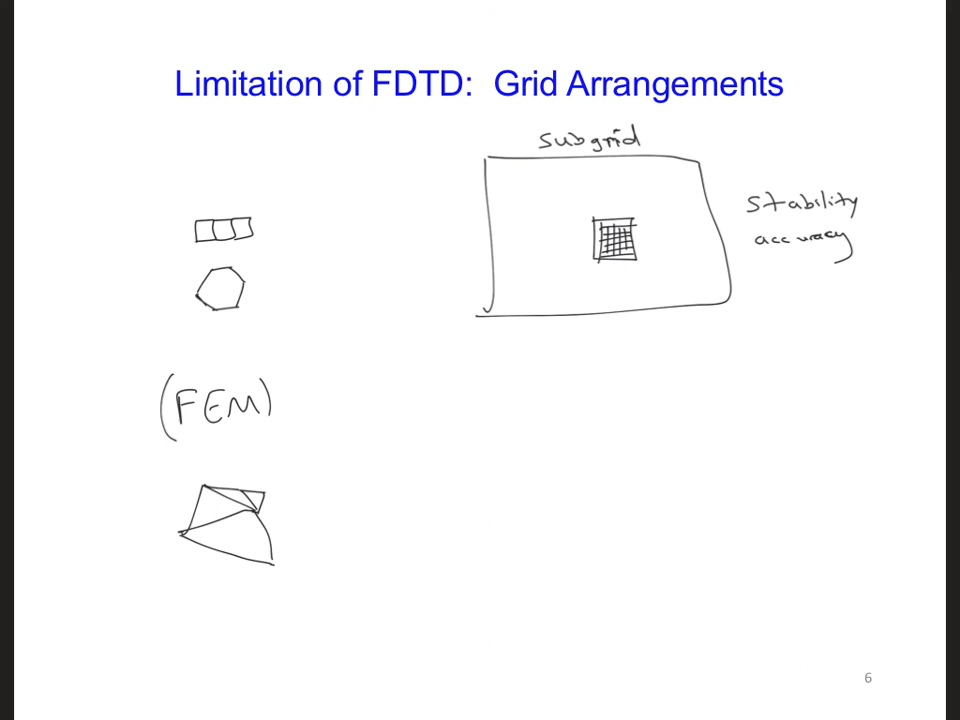 Limitation of FDTD: Grid Arrangements
subgrid
stability
accuracy
(FEM)
6